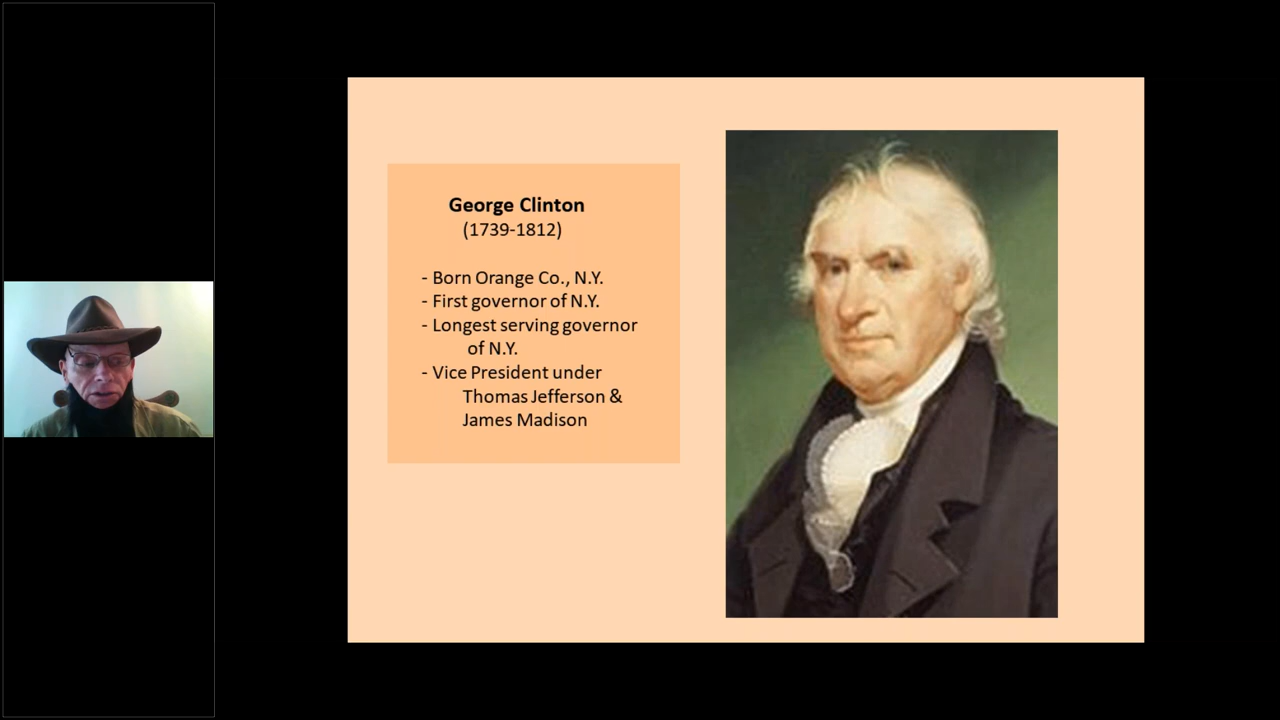 George Clinton
(1739-1812)
- Born Orange Co., N.Y.
- First governor of N.Y.
- Longest serving governor
of N.Y.
- Vice President under
Thomas Jefferson &
James Madison